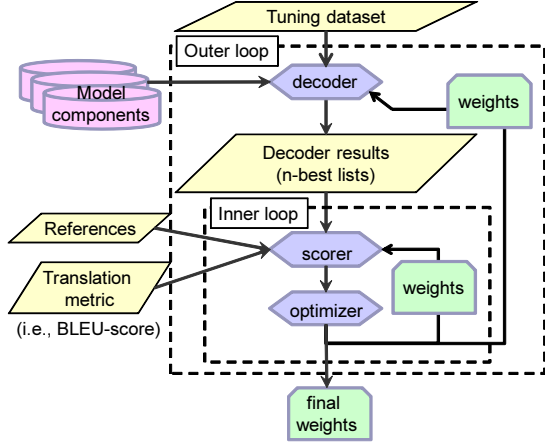 Tuning dataset
Outer loop
decoder
Model
components
weights
Decoder results
(n-best lists)
Inner loop
References
scorer
Translation
metric
(i.e., BLEU-score)
weights
optimizer
final
weights